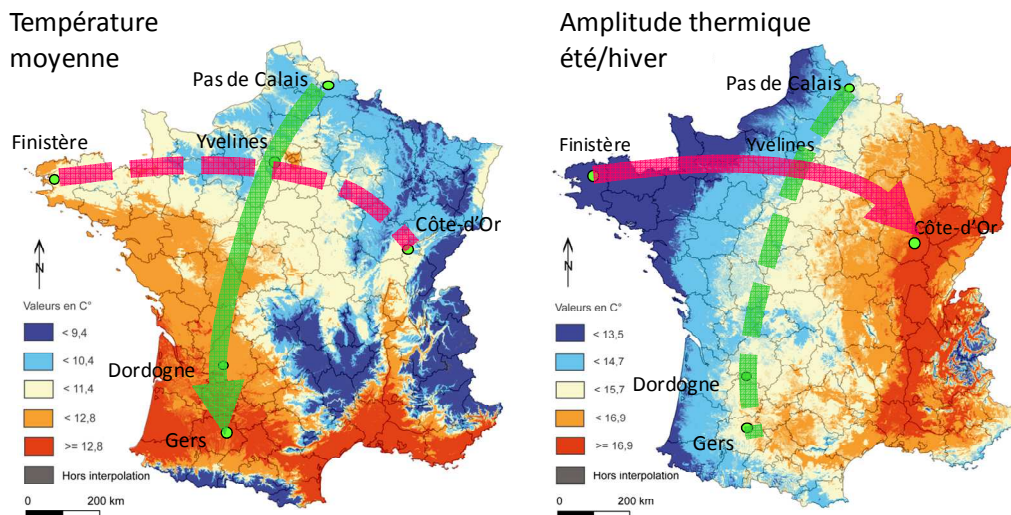 Température
moyenne
Pas de Calais
Finistère
Yvelines
Côte-d'Or
N
Valeurs en C°
< 9,4
< 10,4
< 11,4
< 12,8
>= 12,8
Hors interpolation
0 200 km
Dordogne
Gers
Amplitude thermique
été/hiver
Pas de Calais
Finistère
Yvelines
Côte-d'Or
N
Valeurs en C°
< 13,5
< 14,7
< 15,7
< 16,9
>= 16,9
Hors interpolation
0 200 km
Dordogne
Gers